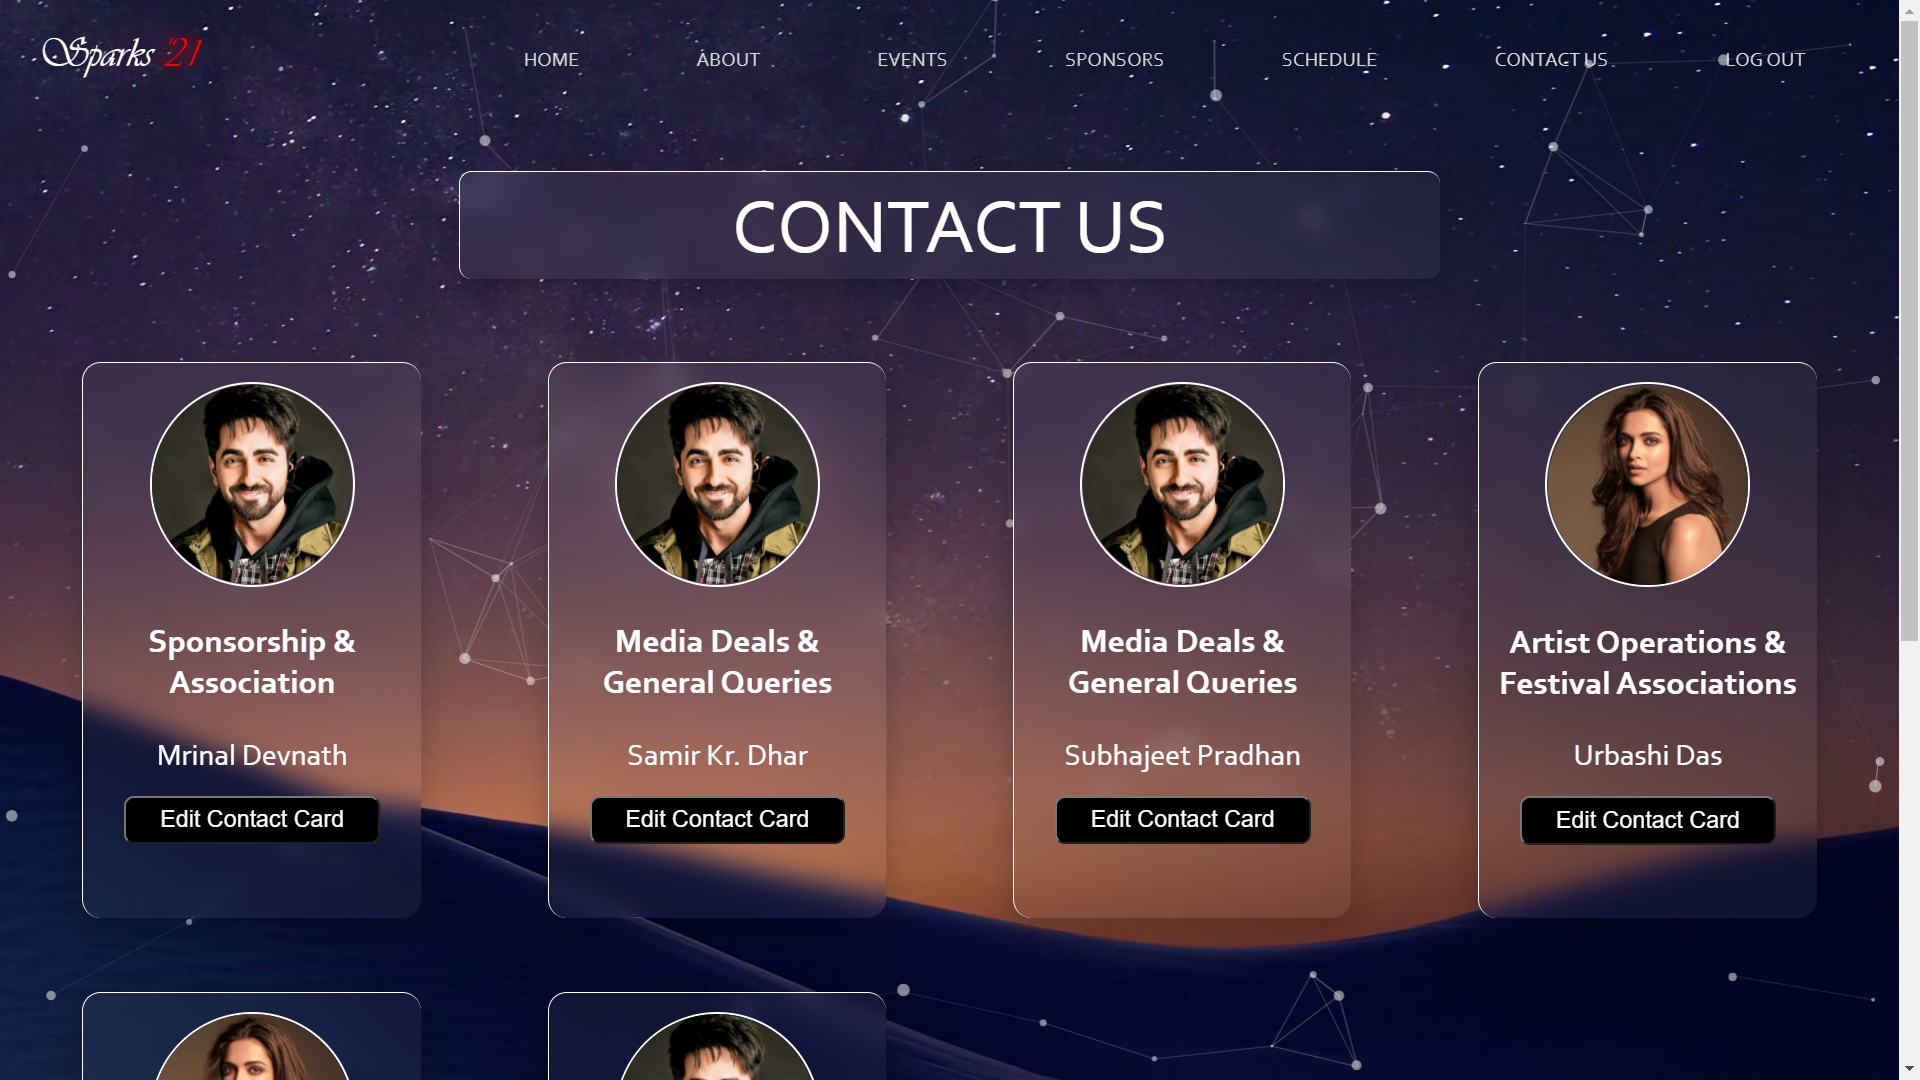 Sparks '21
HOME ABOUT EVENTS SPONSORS SCHEDULE CONTACT US LOG OUT
CONTACT US
Sponsorship &
Association
Mrinal Devnath
Edit Contact Card
Media Deals &
General Queries
Samir Kr. Dhar
Edit Contact Card
Media Deals &
General Queries
Subhajeet Pradhan
Edit Contact Card
Artist Operations &
Festival Associations
Urbashi Das
Edit Contact Card